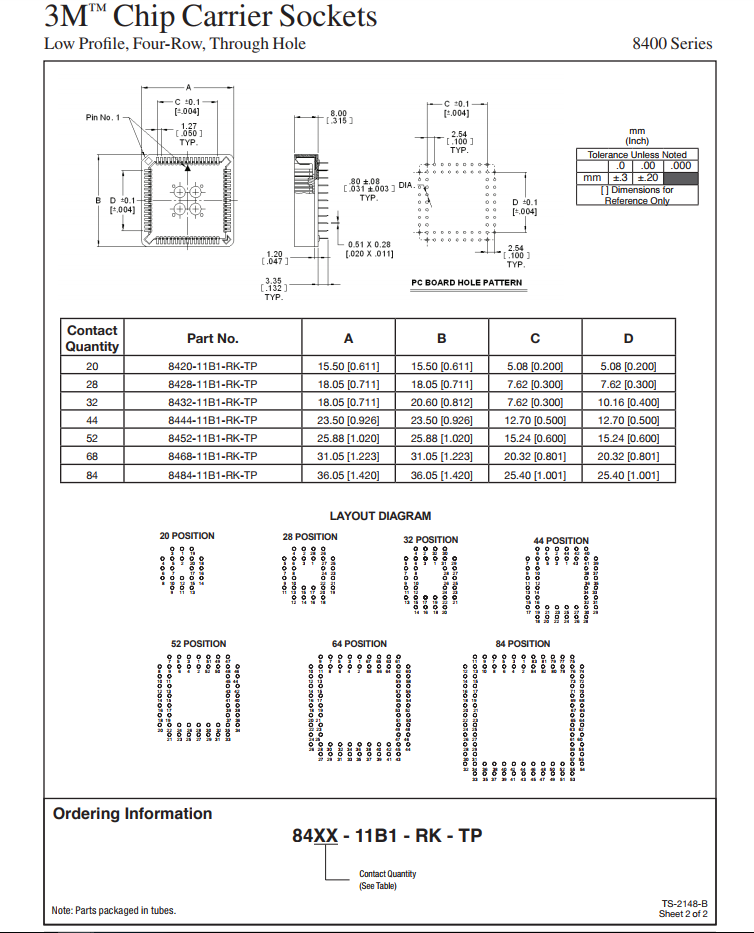 3M™ Chip Carrier Sockets
Low Profile, Four-Row, Through Hole 8400 Series
A
C ±0.1
[±.004]
Pin No. 1
1.27
[.050]
TYP.
B
D ±0.1
[±.004]
8.00
[.315]
.80 ±.08
[.031 ±.003] DIA.
TYP.
0.51 X 0.28
[.020 X .011]
1.20
[.047]
3.35
[.132]
TYP.
C ±0.1
[±.004]
2.54
[.100]
TYP.
D ±0.1
[±.004]
2.54
[.100]
TYP.
PC BOARD HOLE PATTERN
mm
(Inch)
Tolerance Unless Noted
.0 .00 .000
mm ±.3 ±.20
[ ] Dimensions for
Reference Only
Contact
Quantity Part No. A B C D
20 8420-11B1-RK-TP 15.50 [0.611] 15.50 [0.611] 5.08 [0.200] 5.08 [0.200]
28 8428-11B1-RK-TP 18.05 [0.711] 18.05 [0.711] 7.62 [0.300] 7.62 [0.300]
32 8432-11B1-RK-TP 18.05 [0.711] 20.60 [0.812] 7.62 [0.300] 10.16 [0.400]
44 8444-11B1-RK-TP 23.50 [0.926] 23.50 [0.926] 12.70 [0.500] 12.70 [0.500]
52 8452-11B1-RK-TP 25.88 [1.020] 25.88 [1.020] 15.24 [0.600] 15.24 [0.600]
68 8468-11B1-RK-TP 31.05 [1.223] 31.05 [1.223] 20.32 [0.801] 20.32 [0.801]
84 8484-11B1-RK-TP 36.05 [1.420] 36.05 [1.420] 25.40 [1.001] 25.40 [1.001]
LAYOUT DIAGRAM
20 POSITION
28 POSITION
32 POSITION
44 POSITION
52 POSITION
64 POSITION
84 POSITION
Ordering Information
84XX - 11B1 - RK - TP
Contact Quantity
(See Table)
Note: Parts packaged in tubes.
TS-2148-B
Sheet 2 of 2